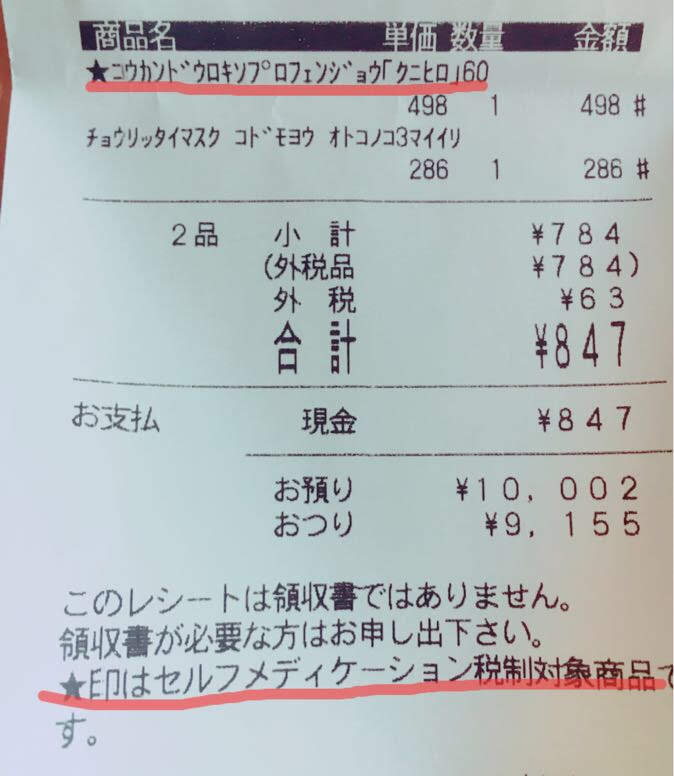 商品名 単価 数量 金額
★コウカンドウロキソプロフェンジョウ「クニヒロ」60
498 1 498 #
チョウリッタイマスク コドモヨウ オトコノコ3マイイリ
286 1 286 #
2品 小計 ¥784
(外税品 ¥784)
外税 ¥63
合計 ¥847
お支払 現金 ¥847
お預り ¥10,002
おつり ¥9,155
このレシートは領収書ではありません。
領収書が必要な方はお申し出下さい。
★印はセルフメディケーション税制対象商品で
す。